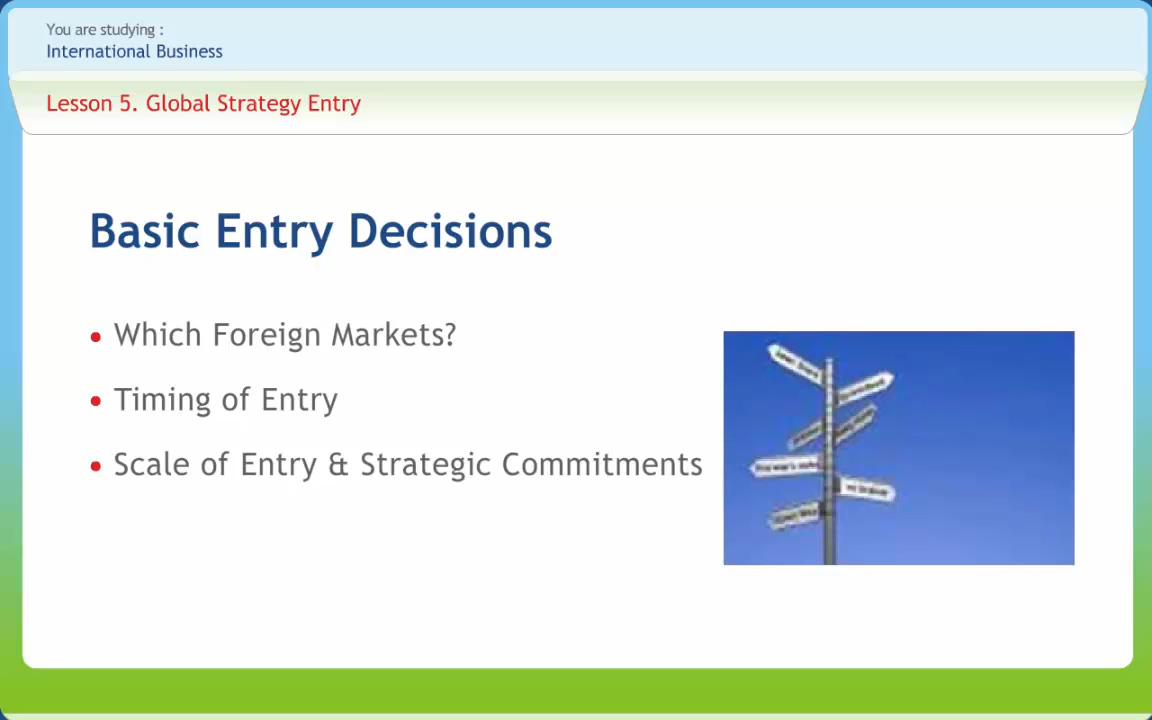 You are studying :
International Business
Lesson 5. Global Strategy Entry
Basic Entry Decisions
• Which Foreign Markets?
• Timing of Entry
• Scale of Entry & Strategic Commitments